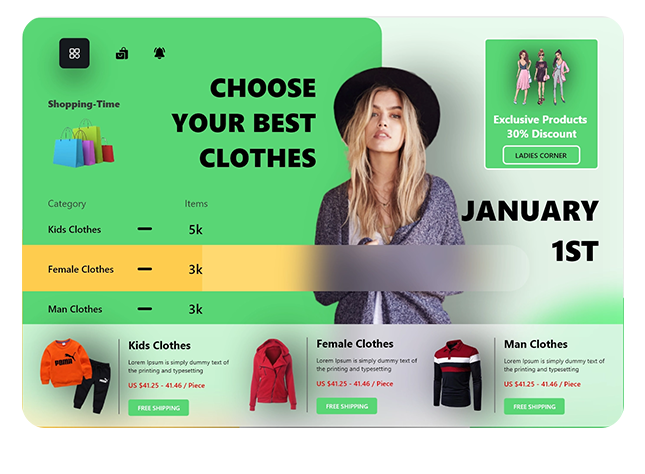 CHOOSE
YOUR BEST
CLOTHES
Shopping-Time
Exclusive Products
30% Discount
LADIES CORNER
JANUARY
1ST
Category Items
Kids Clothes 5k
Female Clothes 3k
Man Clothes 3k
PUMA
Kids Clothes
Lorem Ipsum is simply dummy text of
the printing and typesetting
US $41.25 - 41.46 / Piece
FREE SHIPPING
Female Clothes
Lorem Ipsum is simply dummy text of
the printing and typesetting
US $41.25 - 41.46 / Piece
FREE SHIPPING
Man Clothes
Lorem Ipsum is simply dummy text of
the printing and typesetting
US $41.25 - 41.46 / Piece
FREE SHIPPING